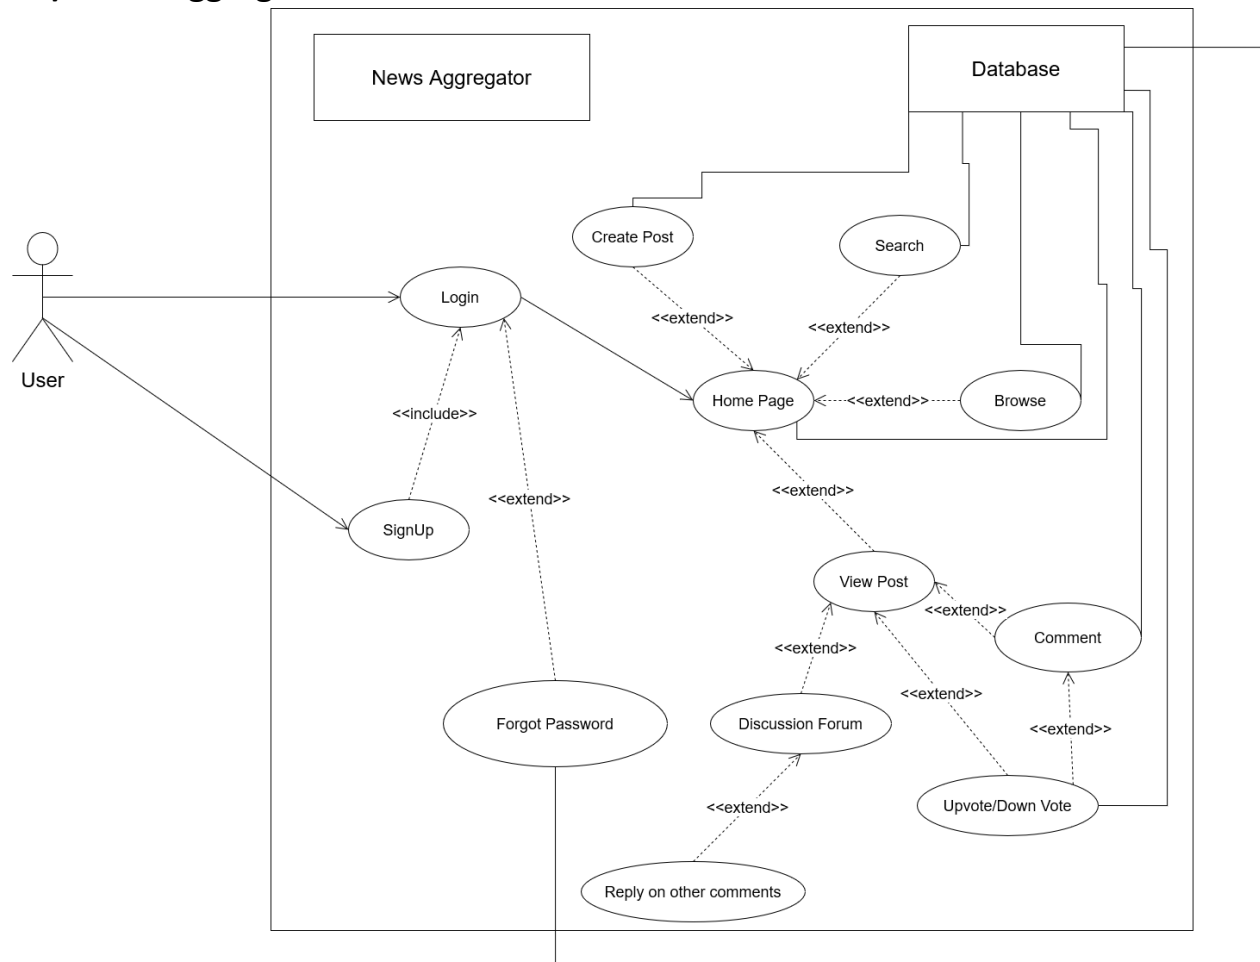 News Aggregator
Database
Create Post
Search
Login
<<extend>>
<<extend>>
User
Home Page
<<extend>>
Browse
<<include>>
<<extend>>
<<extend>>
SignUp
View Post
<<extend>>
Comment
<<extend>>
<<extend>>
Forgot Password
Discussion Forum
<<extend>>
<<extend>>
Upvote/Down Vote
Reply on other comments